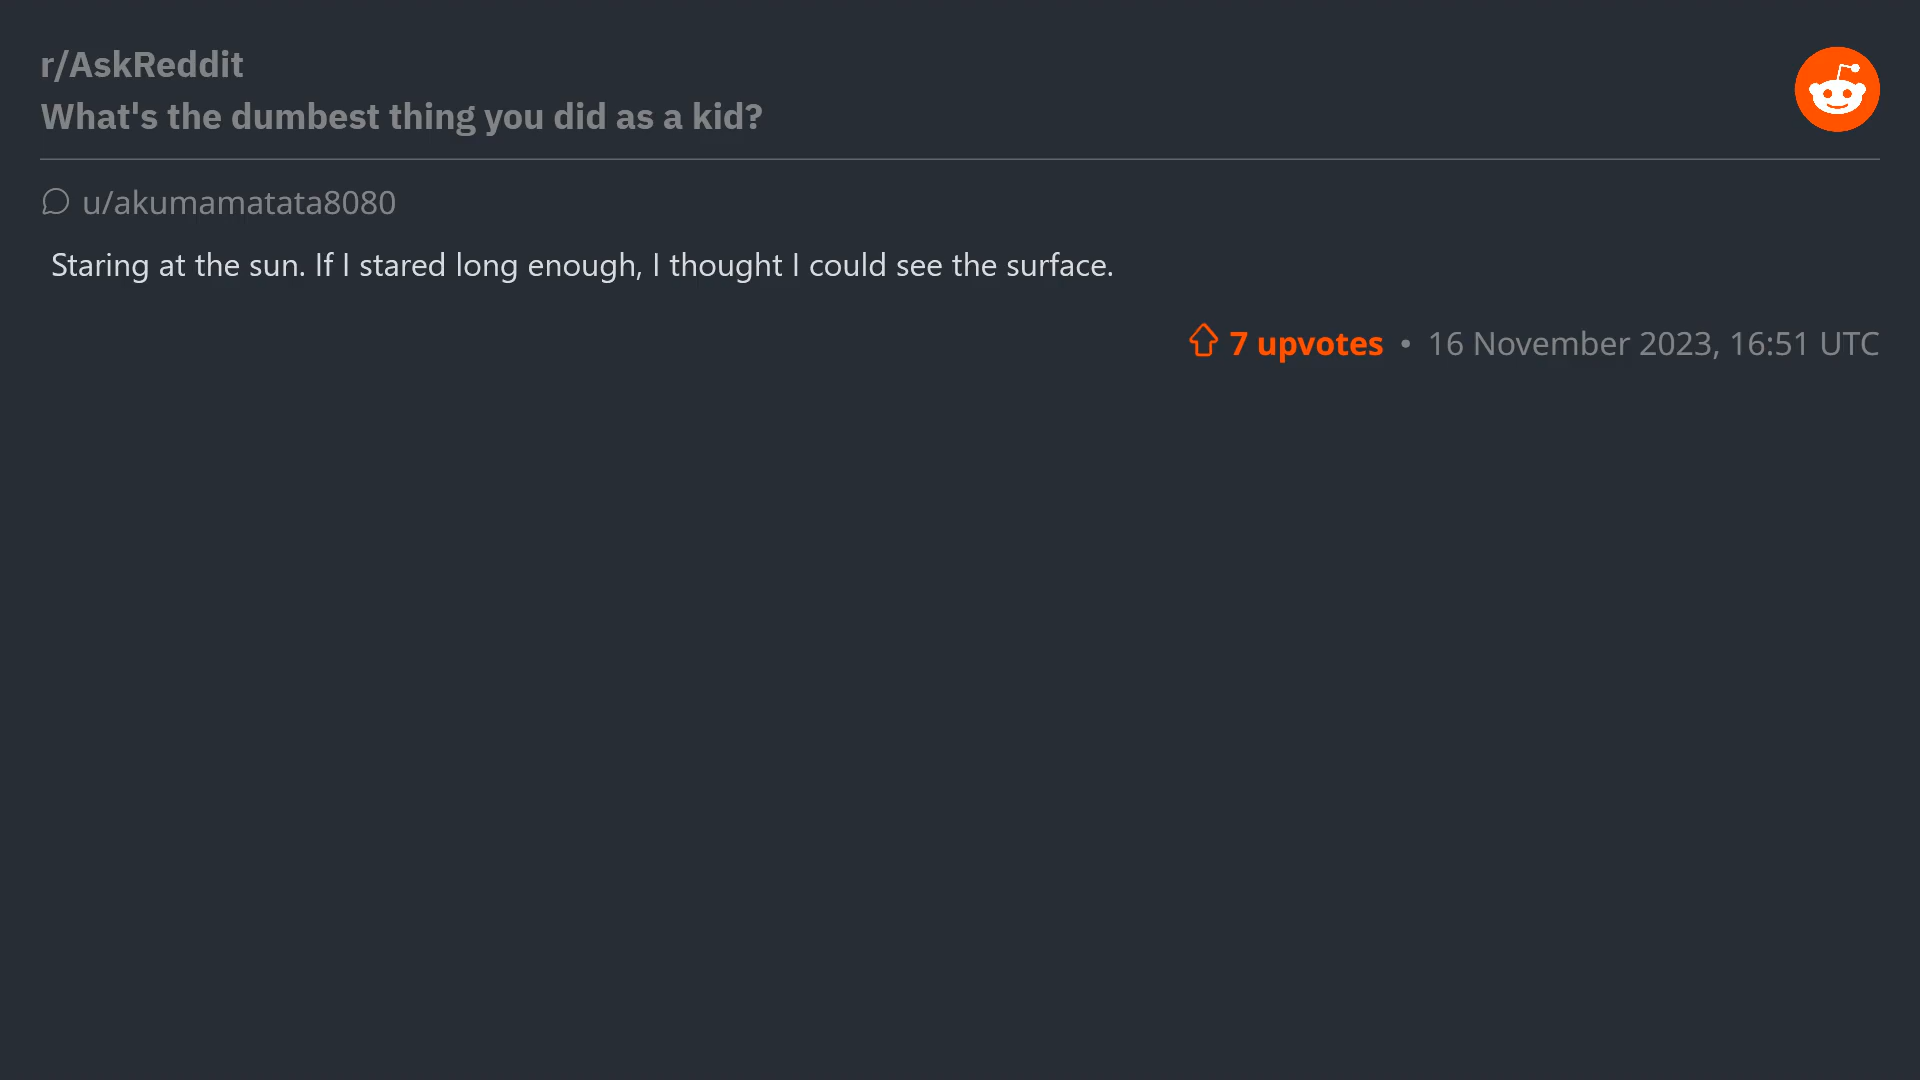 r/AskReddit
What's the dumbest thing you did as a kid?
u/akumamatata8080
Staring at the sun. If I stared long enough, I thought I could see the surface.
7 upvotes • 16 November 2023, 16:51 UTC